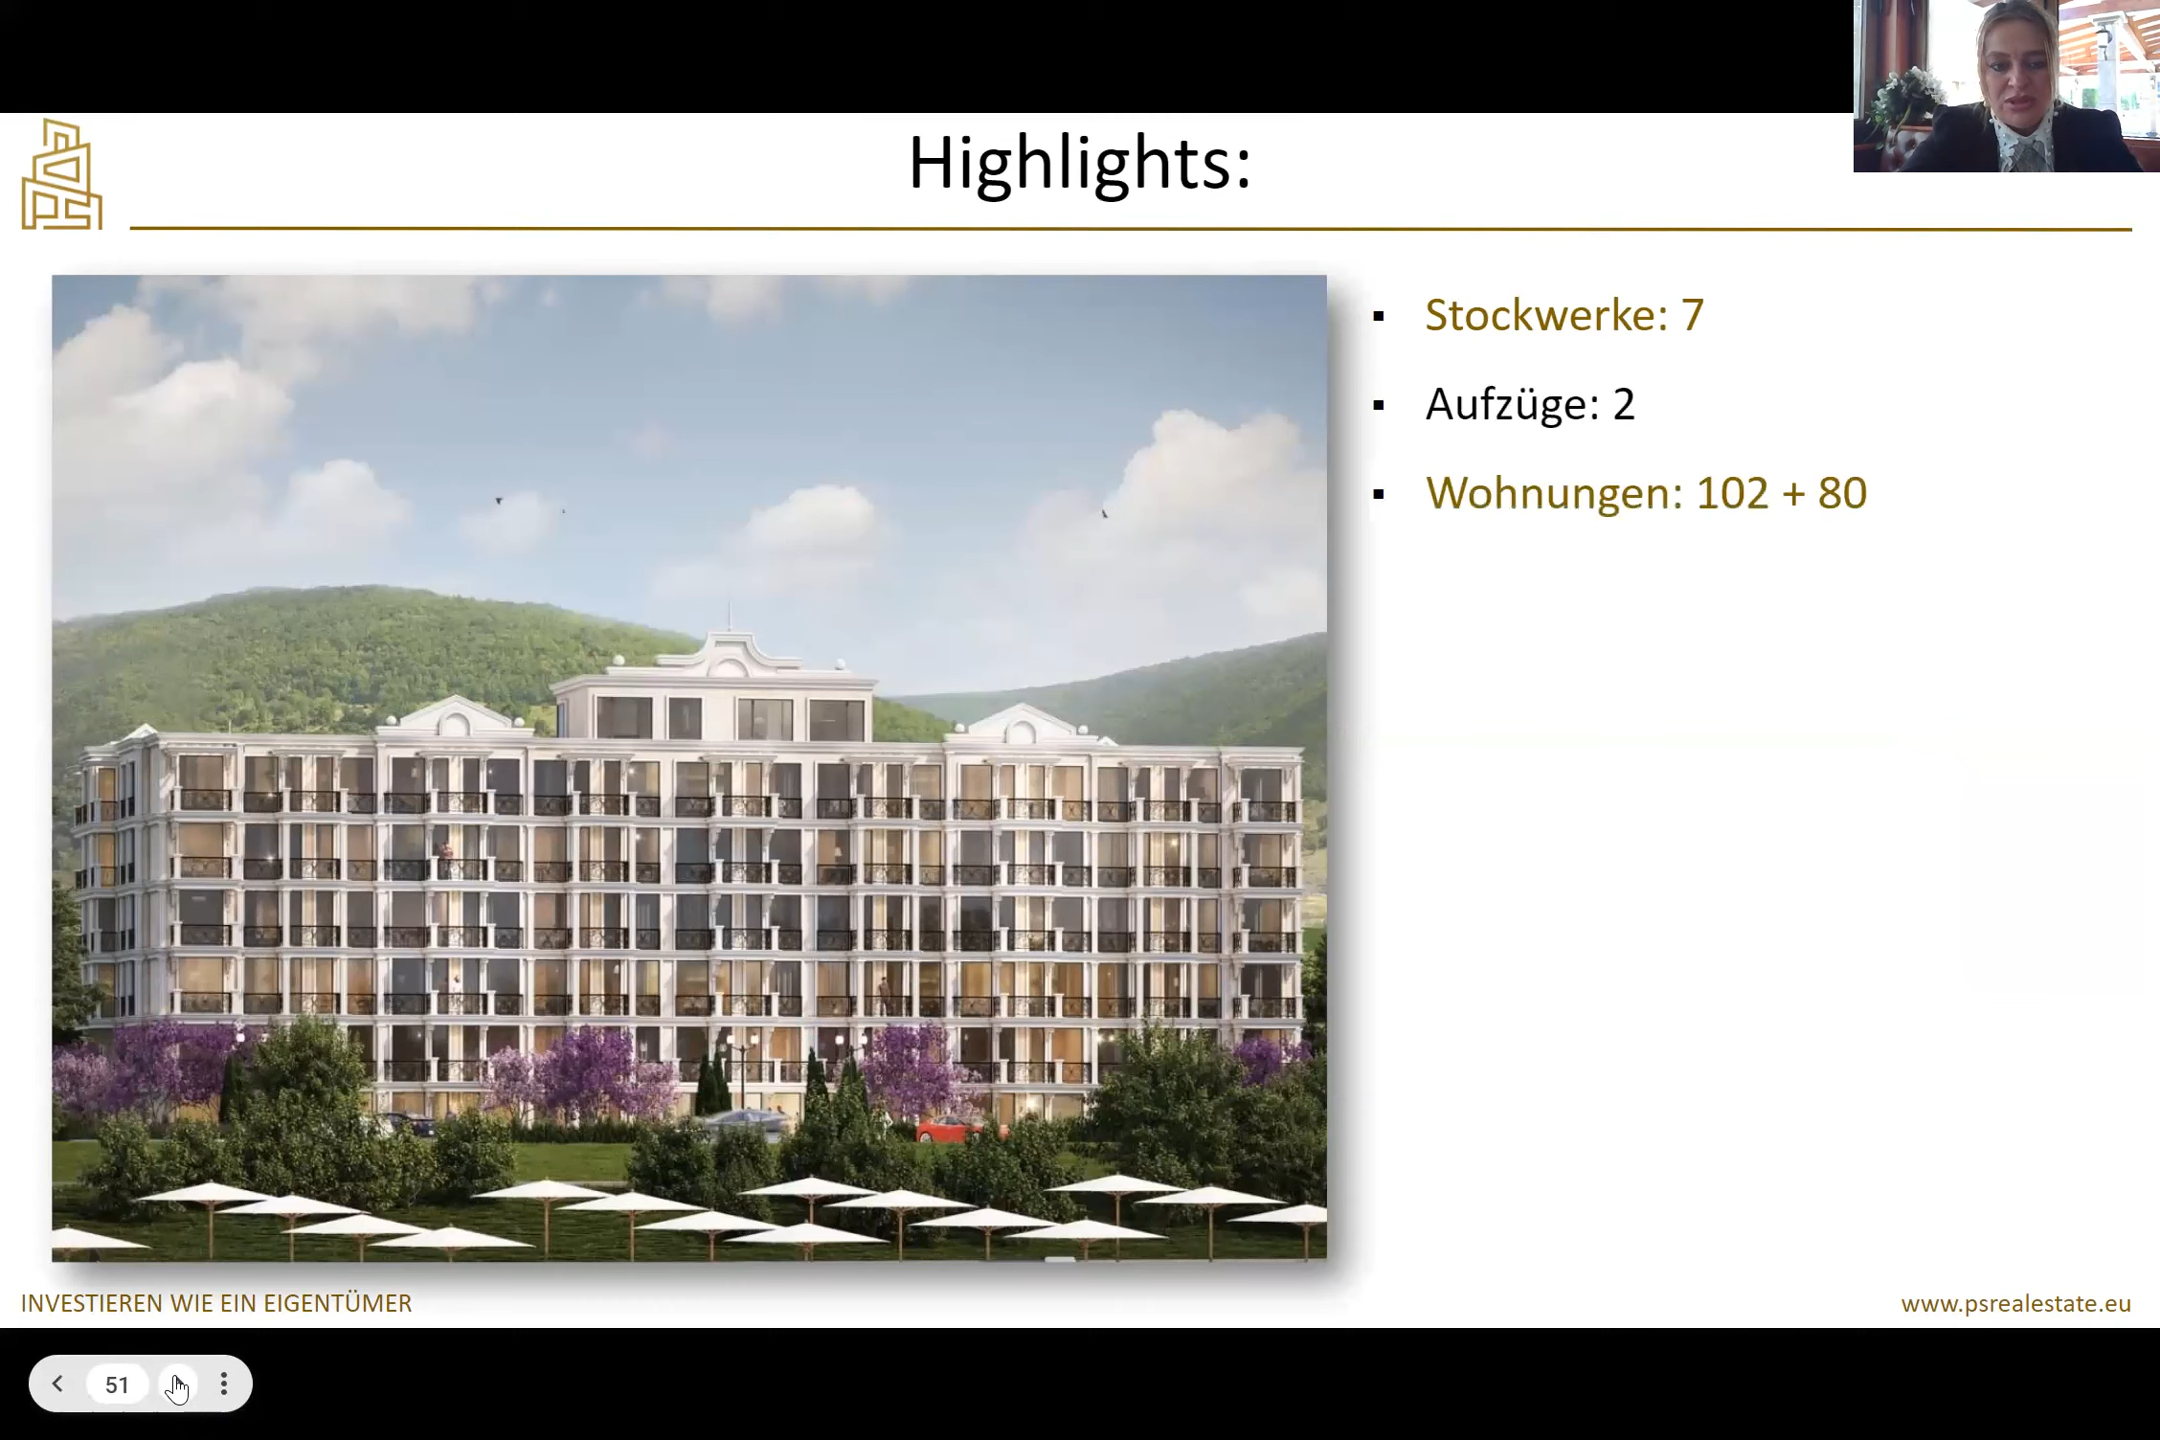 Highlights:
▪ Stockwerke: 7
▪ Aufzüge: 2
▪ Wohnungen: 102 + 80
INVESTIEREN WIE EIN EIGENTÜMER
www.psrealestate.eu
51